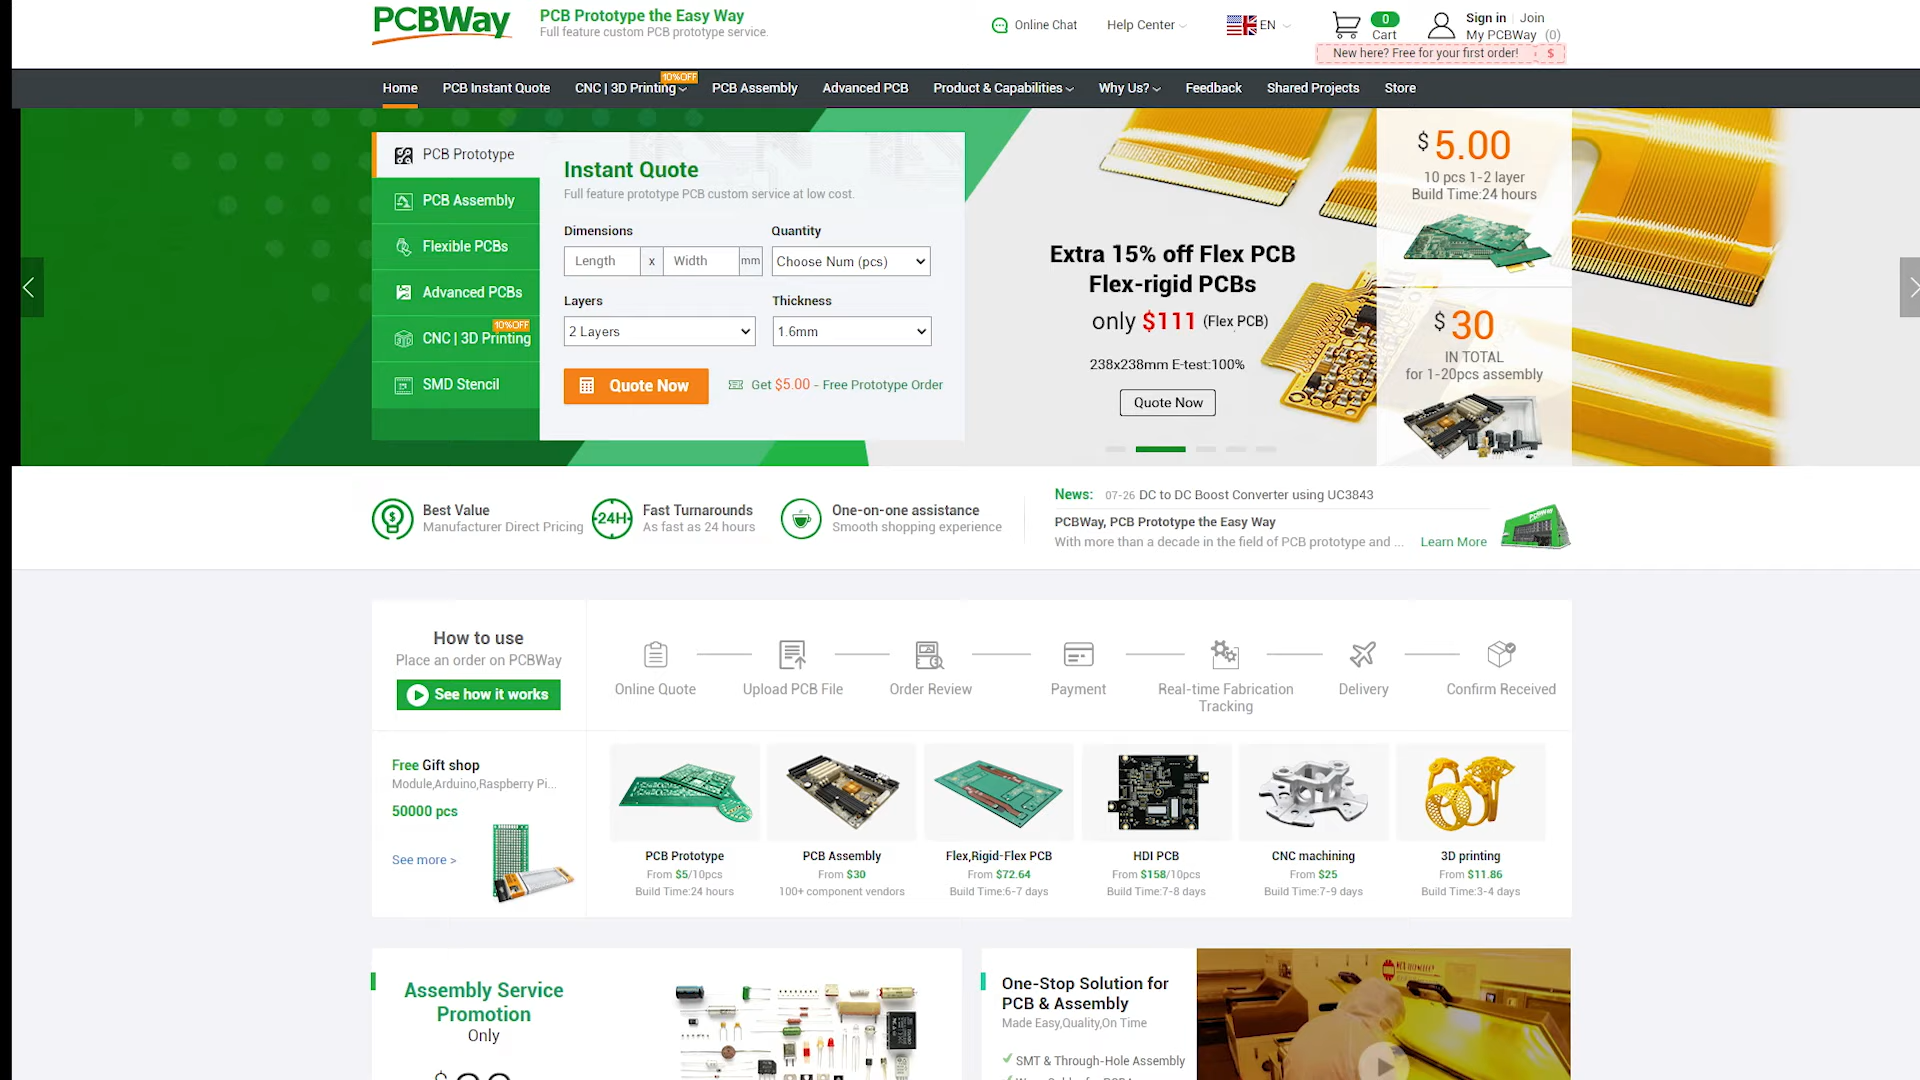 PCBWay
PCB Prototype the Easy Way
Full feature custom PCB prototype service.
Online Chat
Help Center
EN
0
Cart
Sign in | Join
My PCBWay (0)
New here? Free for your first order! $
Home
PCB Instant Quote
CNC | 3D Printing
10%OFF
PCB Assembly
Advanced PCB
Product & Capabilities
Why Us?
Feedback
Shared Projects
Store
PCB Prototype
PCB Assembly
Flexible PCBs
Advanced PCBs
10%OFF
CNC | 3D Printing
SMD Stencil
Instant Quote
Full feature prototype PCB custom service at low cost.
Dimensions
Quantity
Length x Width mm
Choose Num (pcs)
Layers
Thickness
2 Layers
1.6mm
Quote Now
Get $5.00 - Free Prototype Order
Extra 15% off Flex PCB
Flex-rigid PCBs
only $111 (Flex PCB)
238x238mm E-test:100%
Quote Now
$ 5.00
10 pcs 1-2 layer
Build Time:24 hours
$ 30
IN TOTAL
for 1-20pcs assembly
Best Value
Manufacturer Direct Pricing
24H
Fast Turnarounds
As fast as 24 hours
One-on-one assistance
Smooth shopping experience
News: 07-26 DC to DC Boost Converter using UC3843
PCBWay, PCB Prototype the Easy Way
With more than a decade in the field of PCB prototype and ... Learn More
PCBWAY
How to use
Place an order on PCBWay
See how it works
Online Quote
Upload PCB File
Order Review
Payment
Real-time Fabrication
Tracking
Delivery
Confirm Received
Free Gift shop
Module,Arduino,Raspberry Pi...
50000 pcs
See more >
PCB Prototype
From $5/10pcs
Build Time:24 hours
PCB Assembly
From $30
100+ component vendors
Flex,Rigid-Flex PCB
From $72.64
Build Time:6-7 days
HDI PCB
From $158/10pcs
Build Time:7-8 days
CNC machining
From $25
Build Time:7-9 days
3D printing
From $11.86
Build Time:3-4 days
Assembly Service
Promotion
Only
$
One-Stop Solution for
PCB & Assembly
Made Easy,Quality,On Time
SMT & Through-Hole Assembly